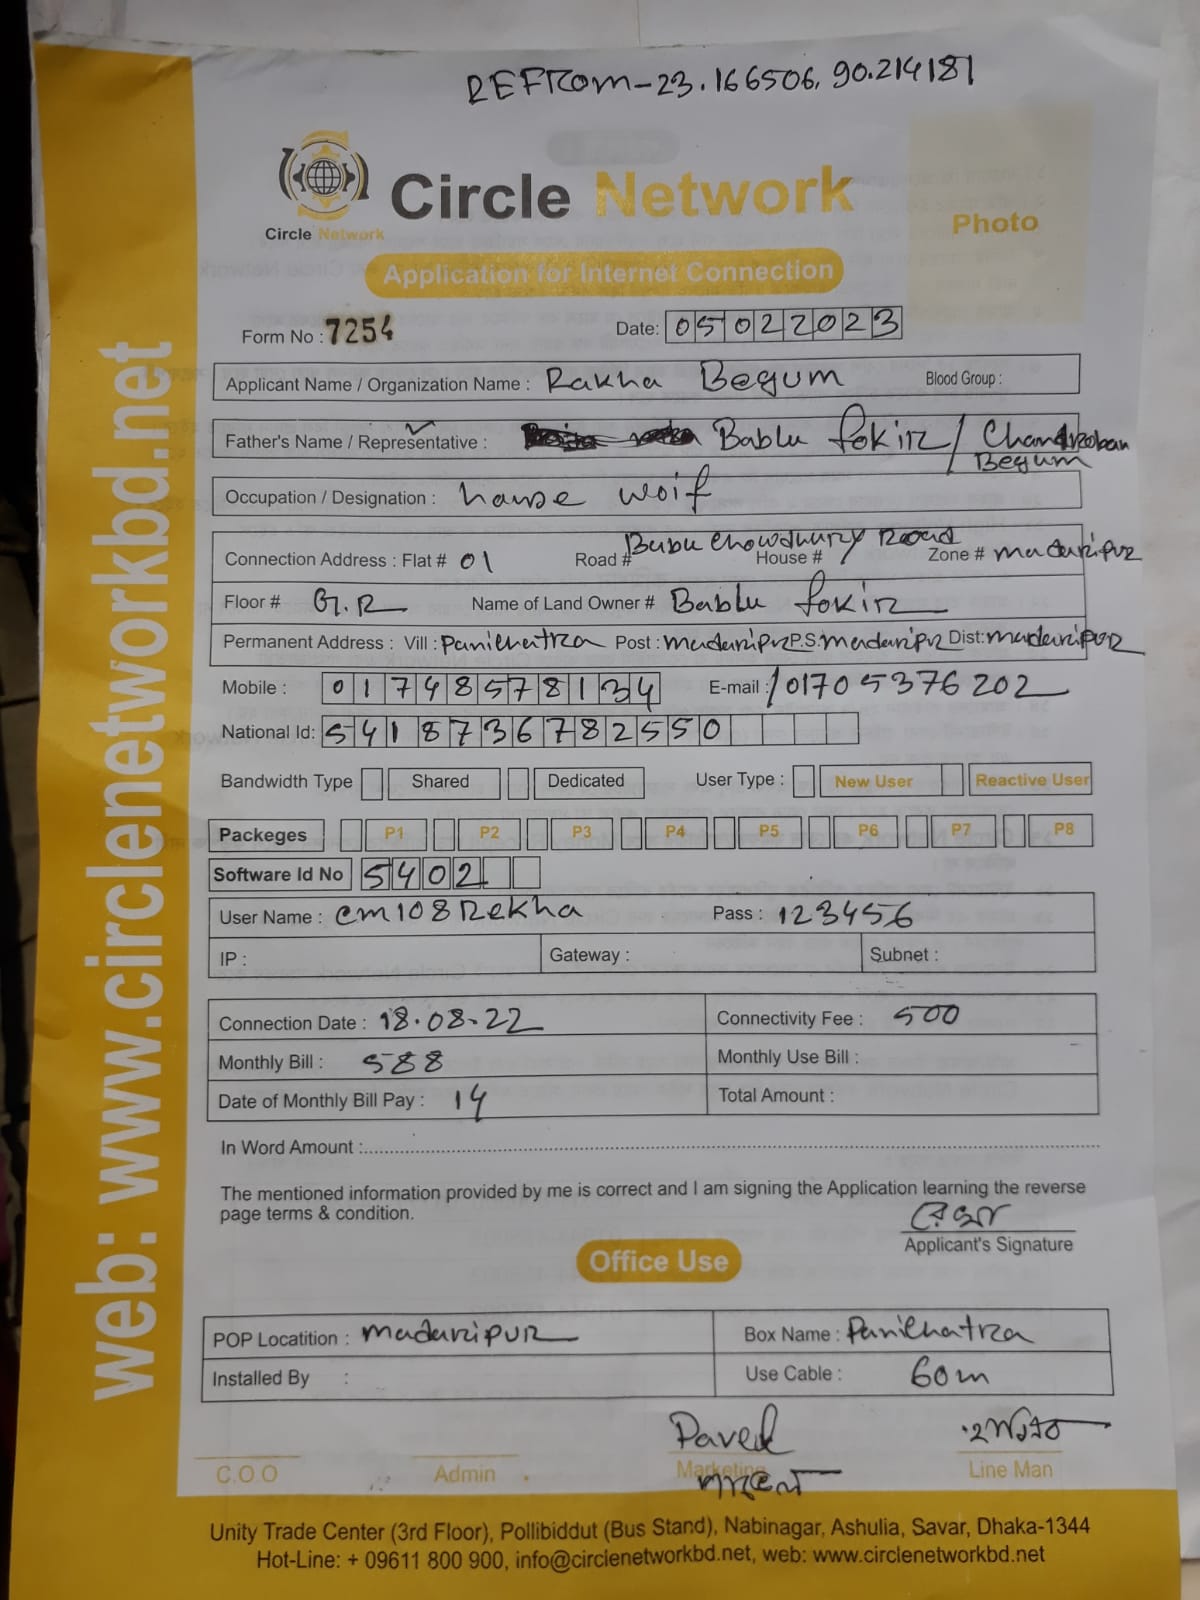 REFROM-23.166506, 90.214181
Circle Network
Circle Network
Photo
Application for Internet Connection
Form No : 7254 Date: 05022023
Applicant Name / Organization Name : Rakha Begum Blood Group :
Father's Name / Representative : Bablu fokir / Chandroban
Begum
Occupation / Designation : hause woif
Connection Address : Flat # 01 Road # Babu Chowdhury Road House # Zone # madaripur
Floor # G.R Name of Land Owner # Bablu fokir
Permanent Address : Vill : Panichatra Post : madaripur P.S: madaripur Dist: madaripur
Mobile : 01748578134 E-mail : /01705376202
National Id: 5418736782550
Bandwidth Type Shared Dedicated User Type : New User Reactive User
Packeges P1 P2 P3 P4 P5 P6 P7 P8
Software Id No 5402
User Name : cm108Rekha Pass : 123456
IP : Gateway : Subnet :
Connection Date : 18.08.22 Connectivity Fee : 500
Monthly Bill : 588 Monthly Use Bill :
Date of Monthly Bill Pay : 14 Total Amount :
In Word Amount :
The mentioned information provided by me is correct and I am signing the Application learning the reverse
page terms & condition.
Applicant's Signature
Office Use
POP Locatition : madaripur Box Name : Panichatra
Installed By : Use Cable : 60m
Pavel
C.O.O Admin Marketing Line Man
Unity Trade Center (3rd Floor), Pollibiddut (Bus Stand), Nabinagar, Ashulia, Savar, Dhaka-1344
Hot-Line: + 09611 800 900, info@circlenetworkbd.net, web: www.circlenetworkbd.net
web: www.circlenetworkbd.net